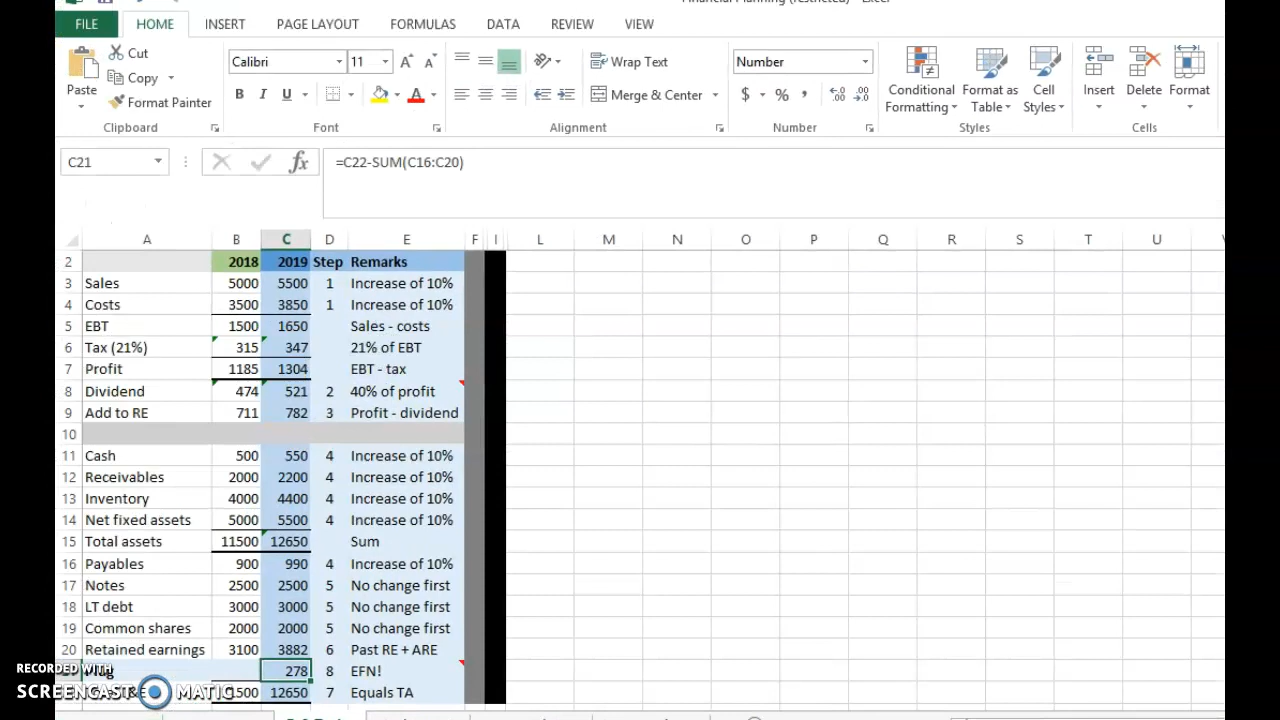 Financial Planning (restricted) - Excel
FILE HOME INSERT PAGE LAYOUT FORMULAS DATA REVIEW VIEW
Paste
Cut
Copy
Format Painter
Clipboard
Calibri 11
B I U
Font
Wrap Text
Merge & Center
Alignment
Number
$ %
Number
Conditional Formatting
Format as Table
Cell Styles
Styles
Insert Delete Format
Cells
C21 fx =C22-SUM(C16:C20)
A B C D E F I L M N O P Q R S T U
2 2018 2019 Step Remarks
3 Sales 5000 5500 1 Increase of 10%
4 Costs 3500 3850 1 Increase of 10%
5 EBT 1500 1650 Sales - costs
6 Tax (21%) 315 347 21% of EBT
7 Profit 1185 1304 EBT - tax
8 Dividend 474 521 2 40% of profit
9 Add to RE 711 782 3 Profit - dividend
10
11 Cash 500 550 4 Increase of 10%
12 Receivables 2000 2200 4 Increase of 10%
13 Inventory 4000 4400 4 Increase of 10%
14 Net fixed assets 5000 5500 4 Increase of 10%
15 Total assets 11500 12650 Sum
16 Payables 900 990 4 Increase of 10%
17 Notes 2500 2500 5 No change first
18 LT debt 3000 3000 5 No change first
19 Common shares 2000 2000 5 No change first
20 Retained earnings 3100 3882 6 Past RE + ARE
Plug 278 8 EFN!
12650 7 Equals TA
RECORDED WITH
SCREENCAST MATIC